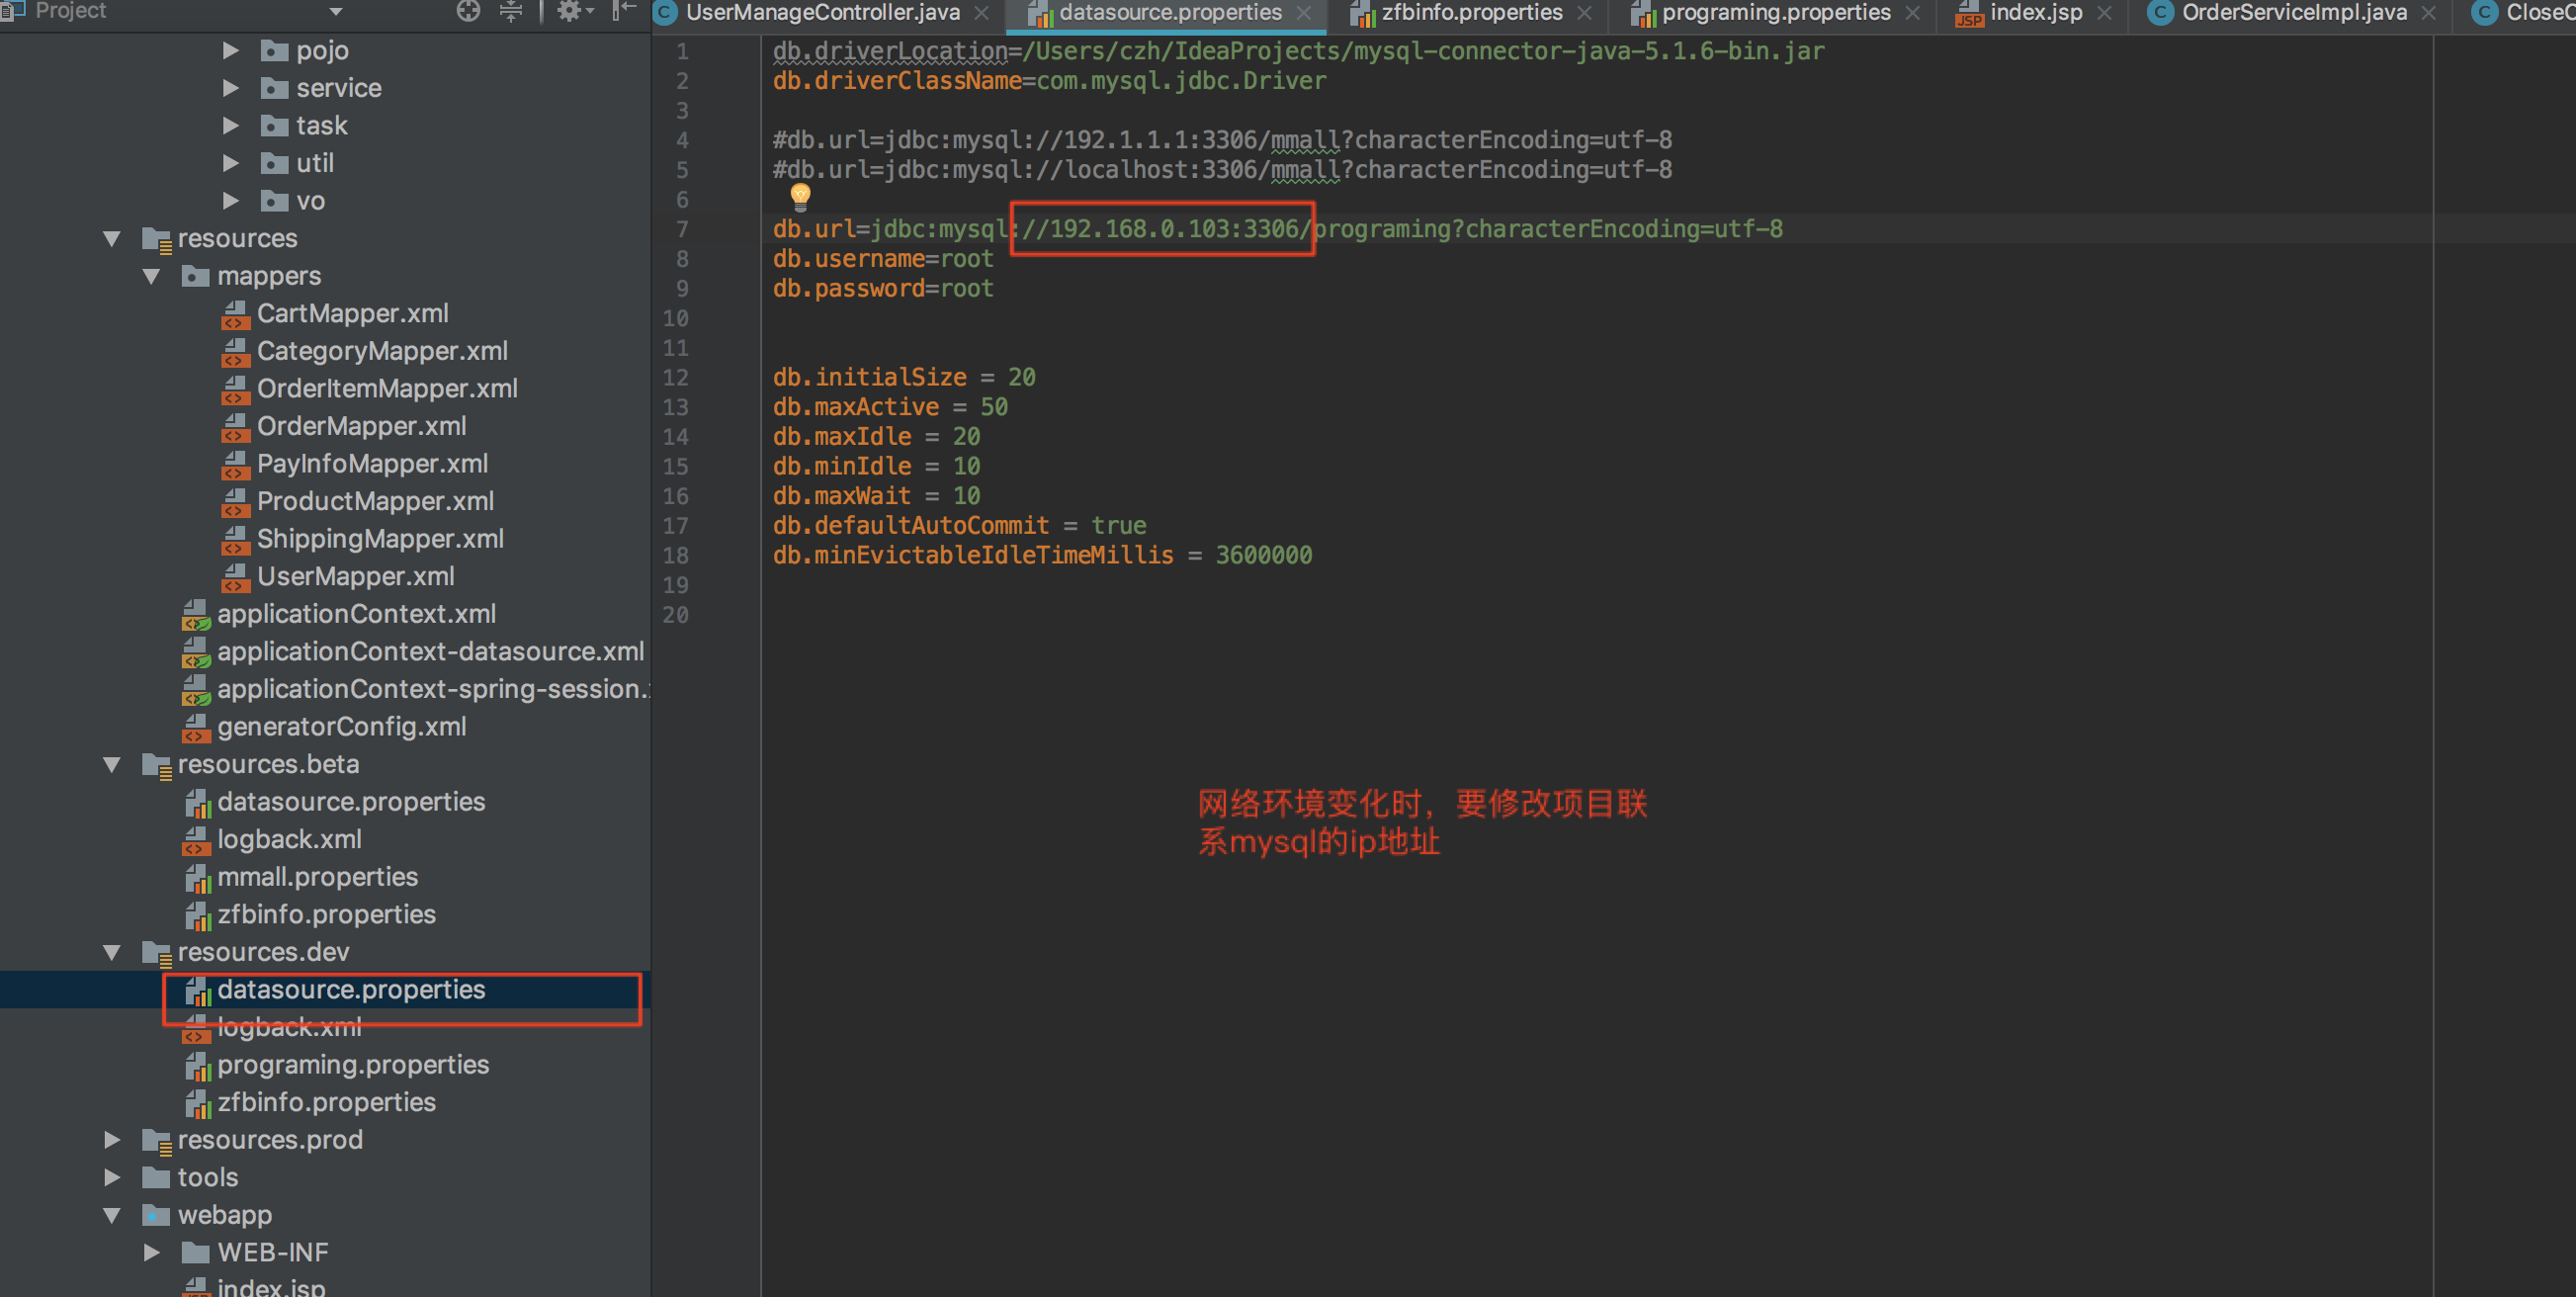 Project
pojo
service
task
util
vo
resources
mappers
CartMapper.xml
CategoryMapper.xml
OrderItemMapper.xml
OrderMapper.xml
PayInfoMapper.xml
ProductMapper.xml
ShippingMapper.xml
UserMapper.xml
applicationContext.xml
applicationContext-datasource.xml
applicationContext-spring-session.
generatorConfig.xml
resources.beta
datasource.properties
logback.xml
mmall.properties
zfbinfo.properties
resources.dev
datasource.properties
logback.xml
programing.properties
zfbinfo.properties
resources.prod
tools
webapp
WEB-INF
index.jsp
UserManageController.java datasource.properties zfbinfo.properties programing.properties index.jsp OrderServiceImpl.java CloseO
1 db.driverLocation=/Users/czh/IdeaProjects/mysql-connector-java-5.1.6-bin.jar
2 db.driverClassName=com.mysql.jdbc.Driver
3
4 #db.url=jdbc:mysql://192.1.1.1:3306/mmall?characterEncoding=utf-8
5 #db.url=jdbc:mysql://localhost:3306/mmall?characterEncoding=utf-8
6
7 db.url=jdbc:mysql://192.168.0.103:3306/programing?characterEncoding=utf-8
8 db.username=root
9 db.password=root
10
11
12 db.initialSize = 20
13 db.maxActive = 50
14 db.maxIdle = 20
15 db.minIdle = 10
16 db.maxWait = 10
17 db.defaultAutoCommit = true
18 db.minEvictableIdleTimeMillis = 3600000
19
20
网络环境变化时，要修改项目联
系mysql的ip地址